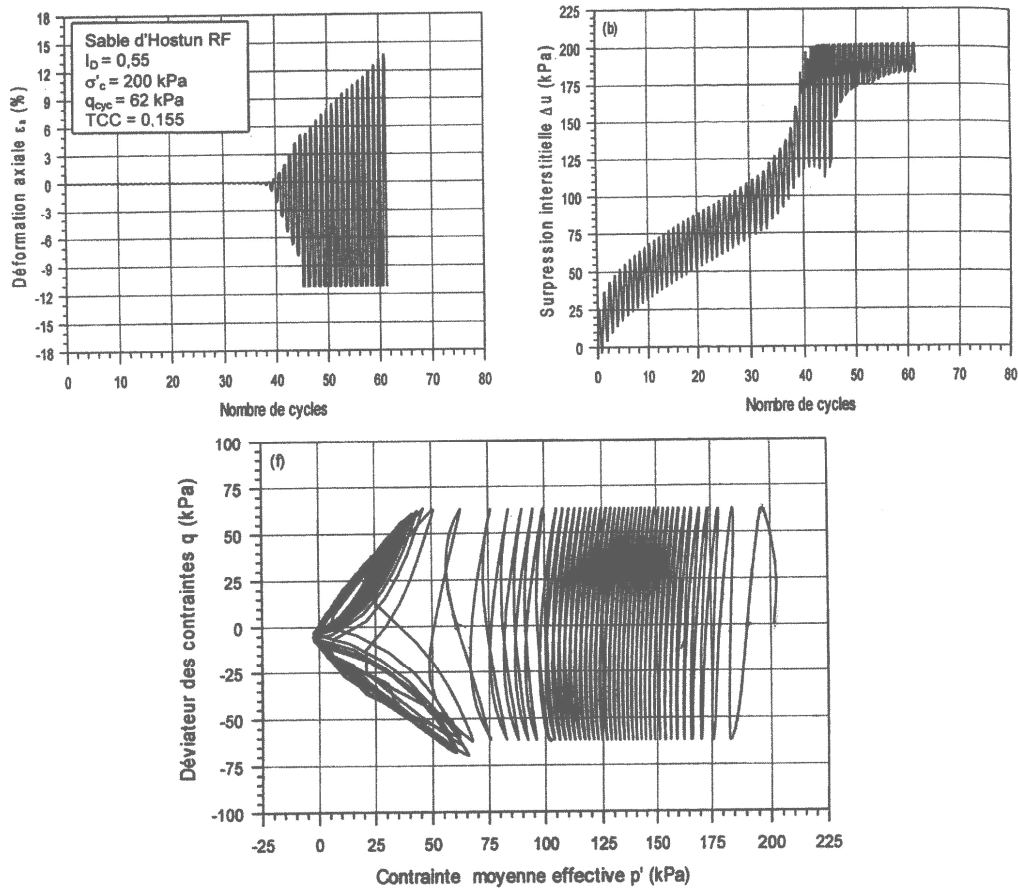 18
15
12
9
6
3
0
-3
-6
-9
-12
-15
-18
Déformation axiale εa (%)
Sable d'Hostun RF
ID = 0,55
σ'c = 200 kPa
qcyc = 62 kPa
TCC = 0,155
0 10 20 30 40 50 60 70 80
Nombre de cycles
(b)
225
200
175
150
125
100
75
50
25
0
Surpression interstitielle Δu (kPa)
0 10 20 30 40 50 60 70 80
Nombre de cycles
(f)
100
75
50
25
0
-25
-50
-75
-100
Déviateur des contraintes q (kPa)
-25 0 25 50 75 100 125 150 175 200 225
Contrainte moyenne effective p' (kPa)